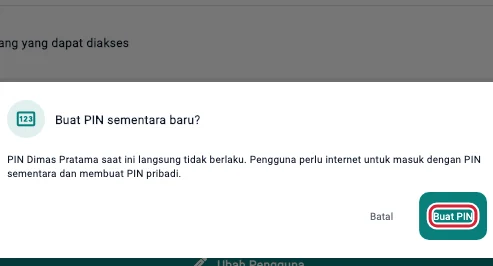 ang yang dapat diakses
123
Buat PIN sementara baru?
PIN Dimas Pratama saat ini langsung tidak berlaku. Pengguna perlu internet untuk masuk dengan PIN
sementara dan membuat PIN pribadi.
Batal
Buat PIN
Ubah Pengguna